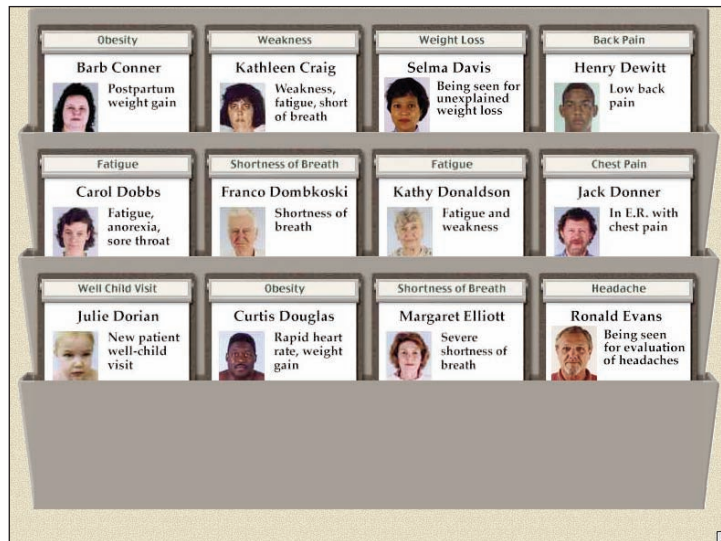 Obesity
Barb Conner
Postpartum
weight gain
Weakness
Kathleen Craig
Weakness,
fatigue, short
of breath
Weight Loss
Selma Davis
Being seen for
unexplained
weight loss
Back Pain
Henry Dewitt
Low back
pain
Fatigue
Carol Dobbs
Fatigue,
anorexia,
sore throat
Shortness of Breath
Franco Dombkoski
Shortness of
breath
Fatigue
Kathy Donaldson
Fatigue and
weakness
Chest Pain
Jack Donner
In E.R. with
chest pain
Well Child Visit
Julie Dorian
New patient
well-child
visit
Obesity
Curtis Douglas
Rapid heart
rate, weight
gain
Shortness of Breath
Margaret Elliott
Severe
shortness of
breath
Headache
Ronald Evans
Being seen
for evaluation
of headaches